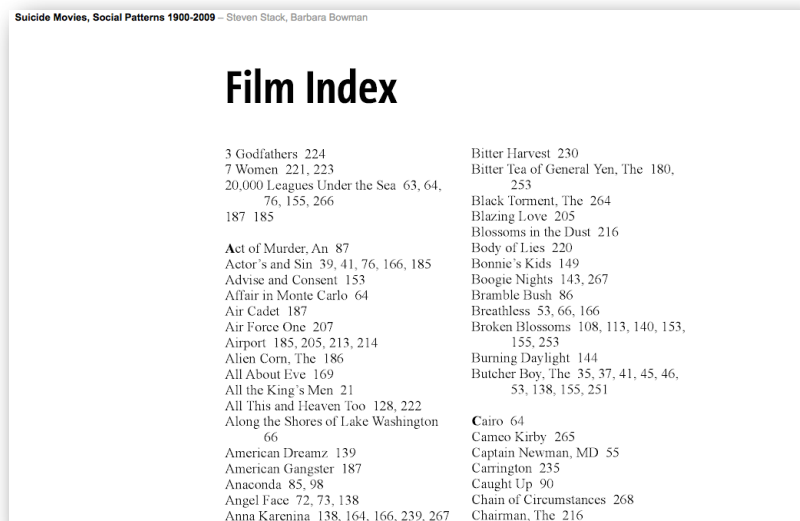 Suicide Movies, Social Patterns 1900-2009 – Steven Stack, Barbara Bowman
Film Index
3 Godfathers 224
7 Women 221, 223
20,000 Leagues Under the Sea 63, 64,
76, 155, 266
187 185
Act of Murder, An 87
Actor's and Sin 39, 41, 76, 166, 185
Advise and Consent 153
Affair in Monte Carlo 64
Air Cadet 187
Air Force One 207
Airport 185, 205, 213, 214
Alien Corn, The 186
All About Eve 169
All the King's Men 21
All This and Heaven Too 128, 222
Along the Shores of Lake Washington
66
American Dreamz 139
American Gangster 187
Anaconda 85, 98
Angel Face 72, 73, 138
Anna Karenina 138, 164, 166, 239, 267
Bitter Harvest 230
Bitter Tea of General Yen, The 180,
253
Black Torment, The 264
Blazing Love 205
Blossoms in the Dust 216
Body of Lies 220
Bonnie's Kids 149
Boogie Nights 143, 267
Bramble Bush 86
Breathless 53, 66, 166
Broken Blossoms 108, 113, 140, 153,
155, 253
Burning Daylight 144
Butcher Boy, The 35, 37, 41, 45, 46,
53, 138, 155, 251
Cairo 64
Cameo Kirby 265
Captain Newman, MD 55
Carrington 235
Caught Up 90
Chain of Circumstances 268
Chairman, The 216